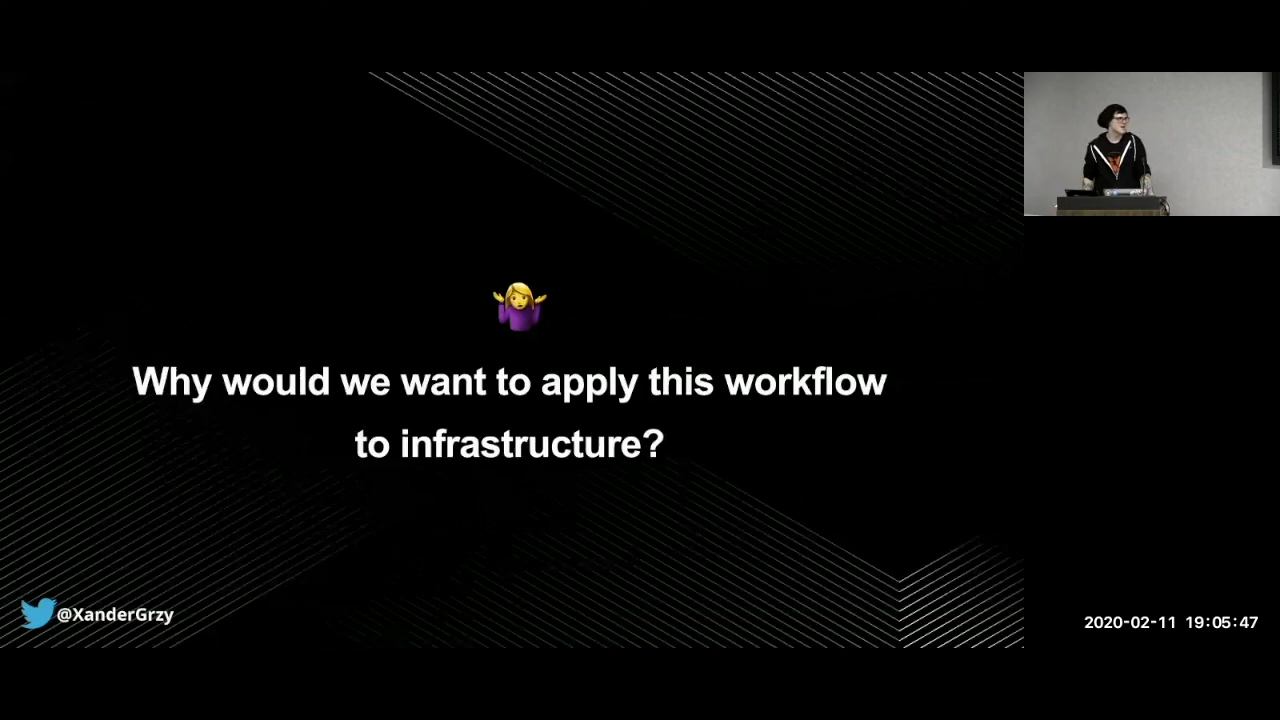 Why would we want to apply this workflow
to infrastructure?
@XanderGrzy
2020-02-11 19:05:47